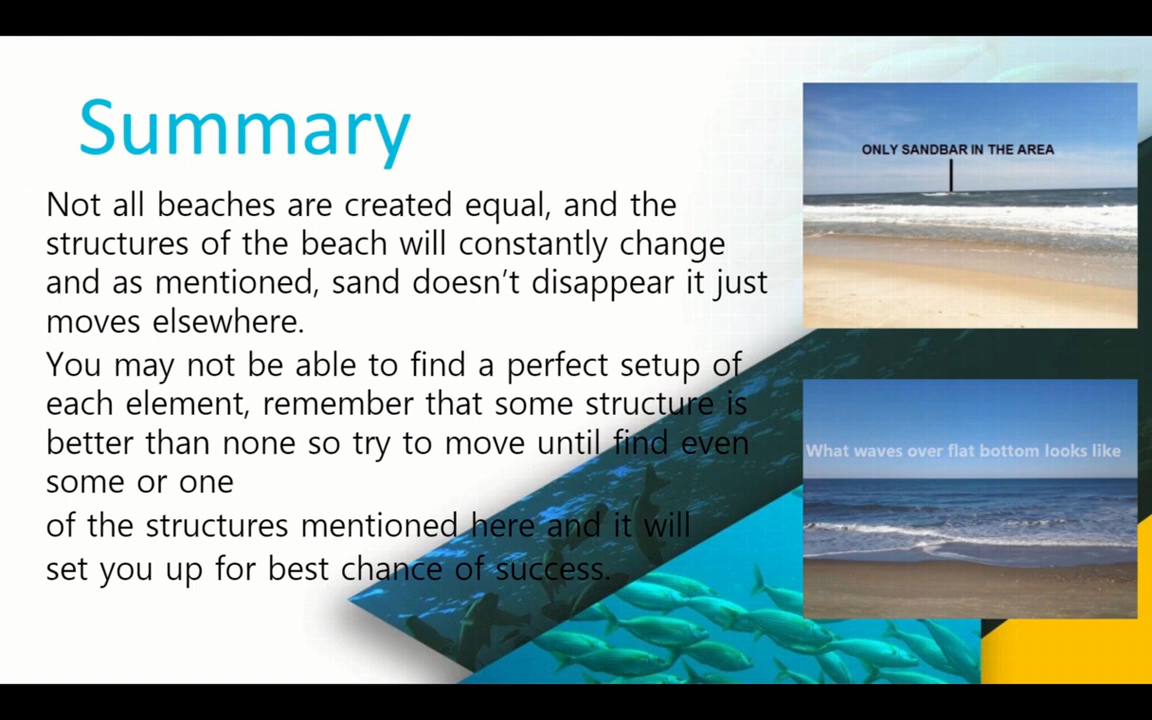 Summary
Not all beaches are created equal, and the
structures of the beach will constantly change
and as mentioned, sand doesn’t disappear it just
moves elsewhere.
You may not be able to find a perfect setup of
each element, remember that some structure is
better than none so try to move until find even
some or one
of the structures mentioned here and it will
set you up for best chance of success.
ONLY SANDBAR IN THE AREA
What waves over flat bottom looks like